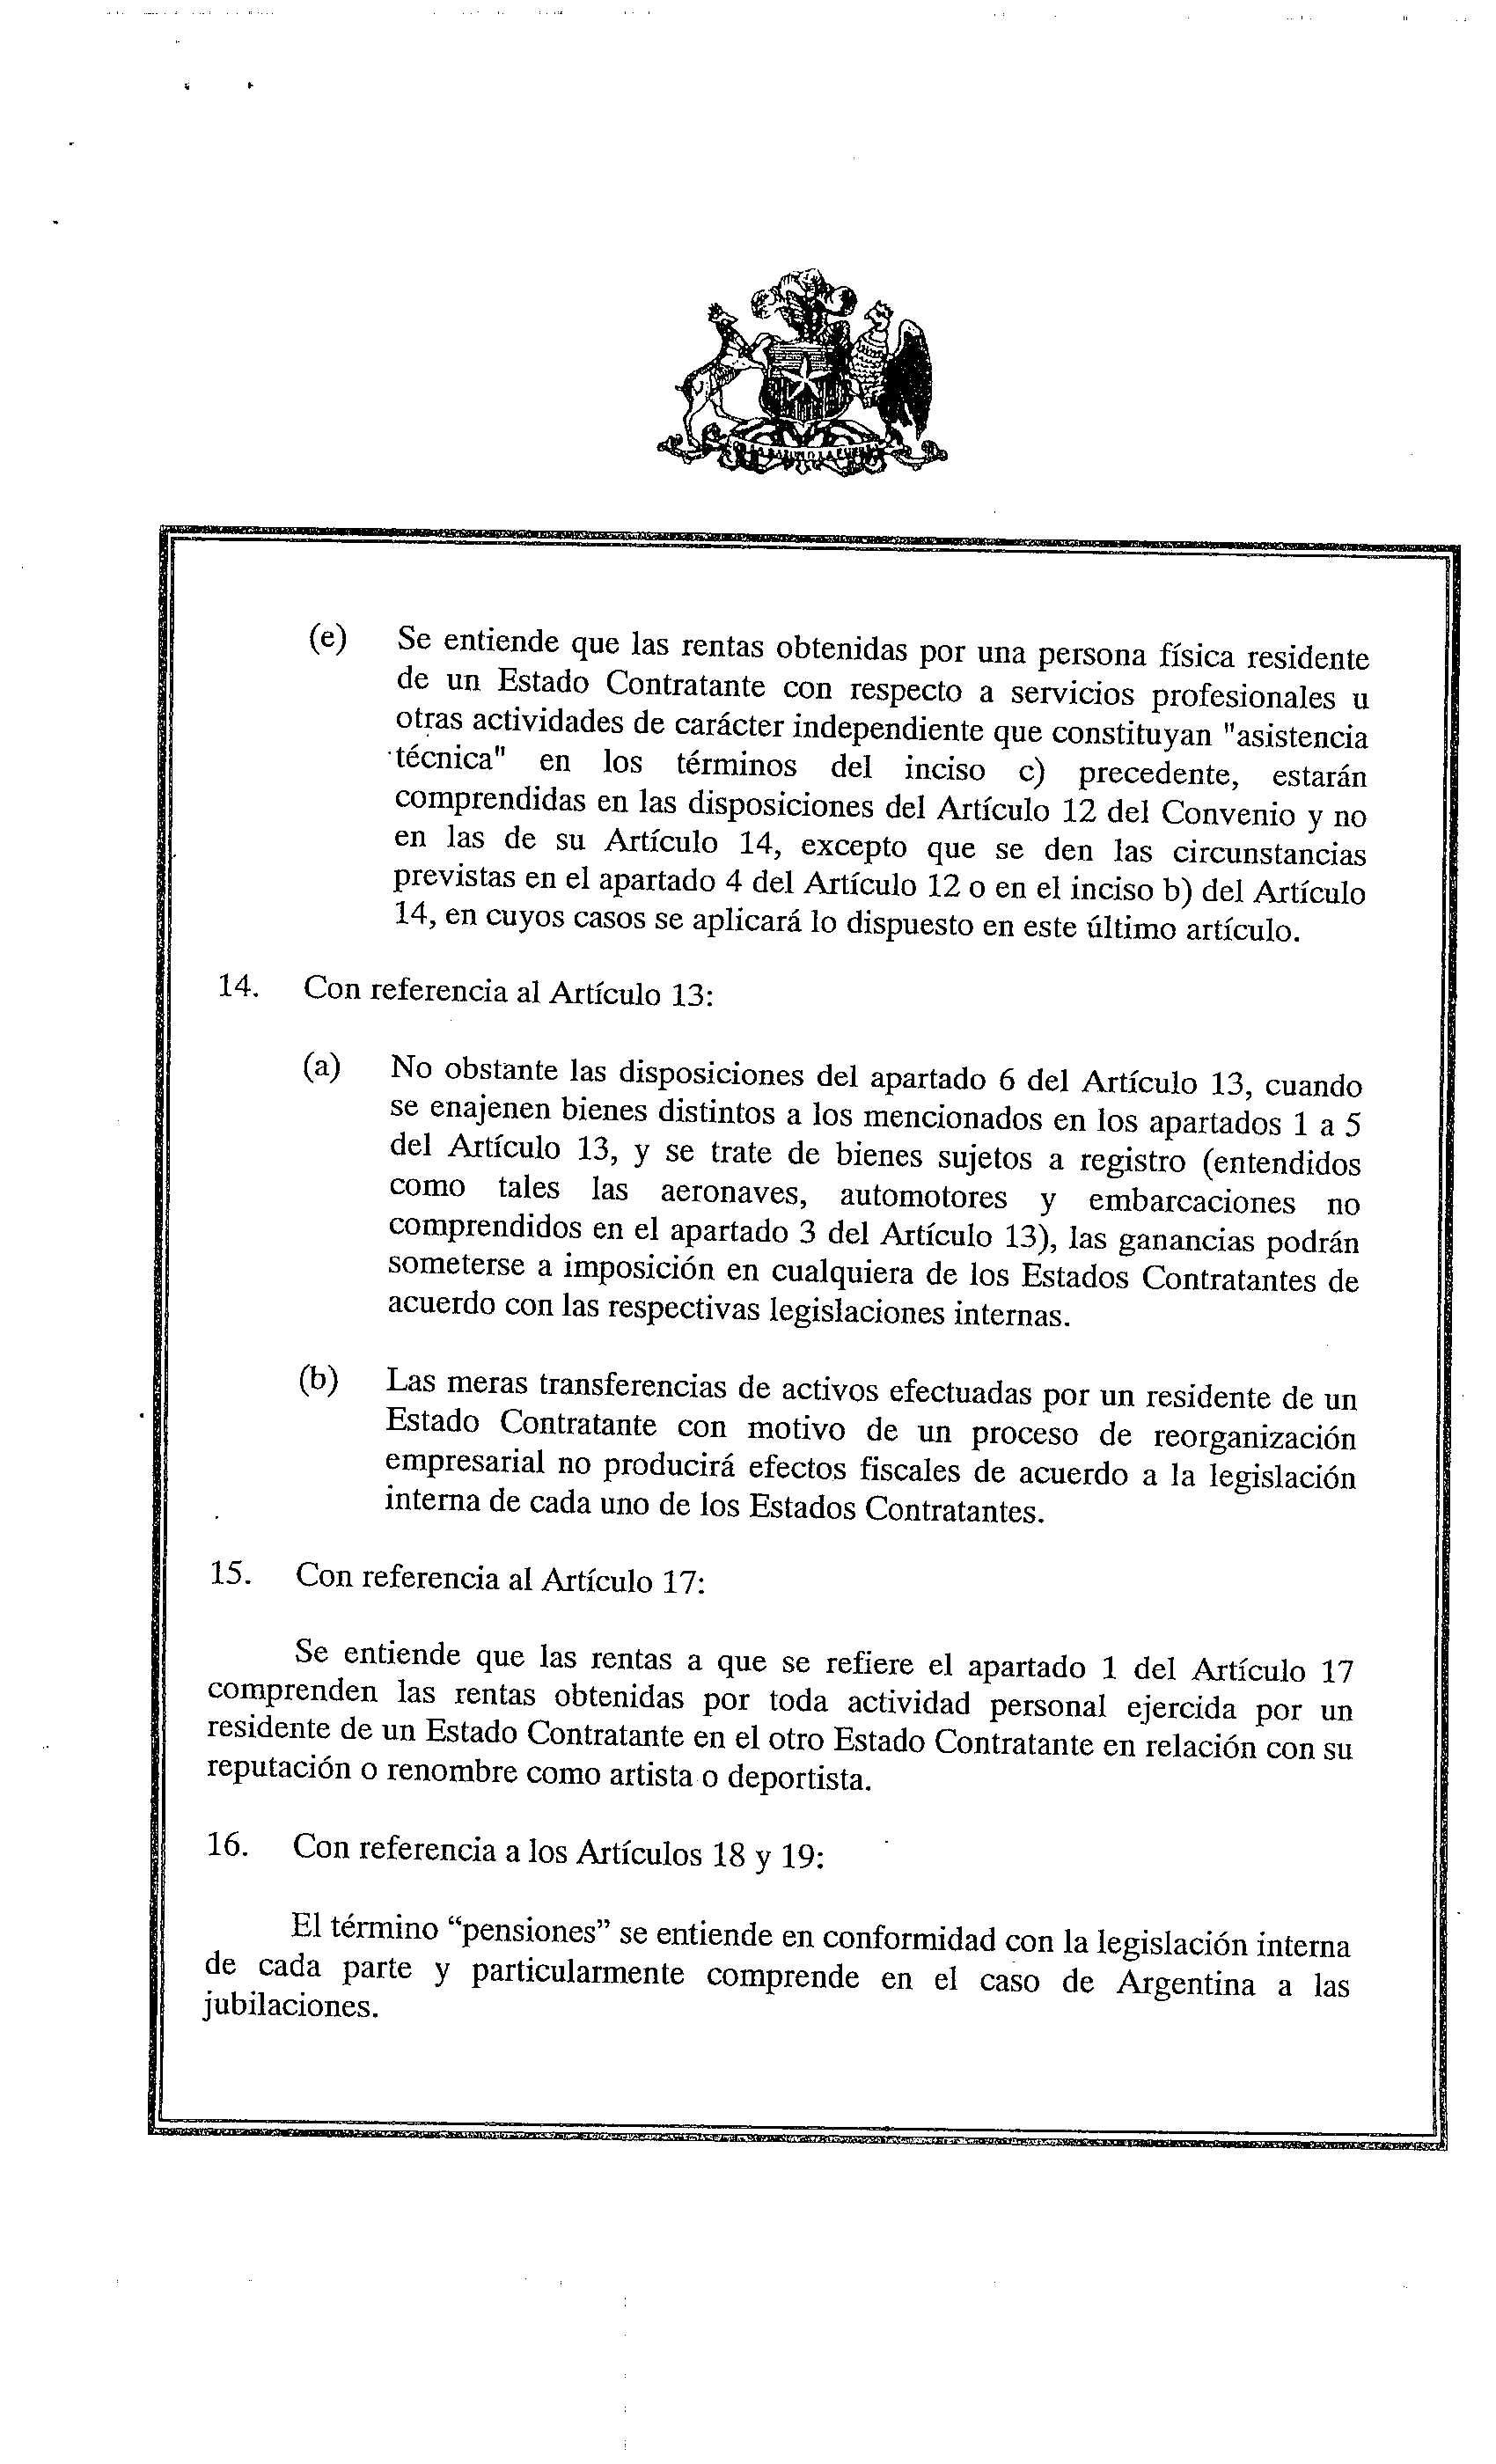 (e) Se entiende que las rentas obtenidas por una persona física residente
de un Estado Contratante con respecto a servicios profesionales u
otras actividades de carácter independiente que constituyan "asistencia
técnica" en los términos del inciso c) precedente, estarán
comprendidas en las disposiciones del Artículo 12 del Convenio y no
en las de su Artículo 14, excepto que se den las circunstancias
previstas en el apartado 4 del Artículo 12 o en el inciso b) del Artículo
14, en cuyos casos se aplicará lo dispuesto en este último artículo.
14. Con referencia al Artículo 13:
(a) No obstante las disposiciones del apartado 6 del Artículo 13, cuando
se enajenen bienes distintos a los mencionados en los apartados 1 a 5
del Artículo 13, y se trate de bienes sujetos a registro (entendidos
como tales las aeronaves, automotores y embarcaciones no
comprendidos en el apartado 3 del Artículo 13), las ganancias podrán
someterse a imposición en cualquiera de los Estados Contratantes de
acuerdo con las respectivas legislaciones internas.
(b) Las meras transferencias de activos efectuadas por un residente de un
Estado Contratante con motivo de un proceso de reorganización
empresarial no producirá efectos fiscales de acuerdo a la legislación
interna de cada uno de los Estados Contratantes.
15. Con referencia al Artículo 17:
Se entiende que las rentas a que se refiere el apartado 1 del Artículo 17
comprenden las rentas obtenidas por toda actividad personal ejercida por un
residente de un Estado Contratante en el otro Estado Contratante en relación con su
reputación o renombre como artista o deportista.
16. Con referencia a los Artículos 18 y 19:
El término “pensiones” se entiende en conformidad con la legislación interna
de cada parte y particularmente comprende en el caso de Argentina a las
jubilaciones.